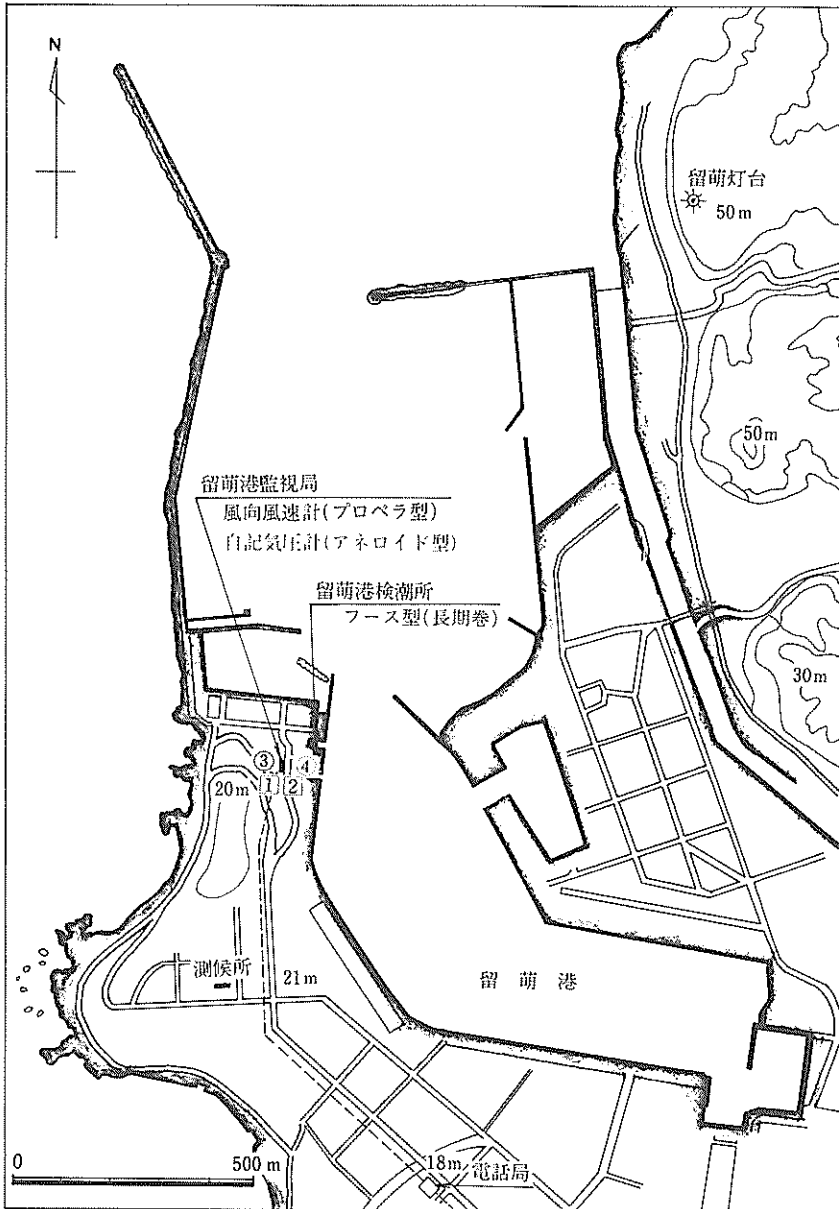 N
留萌灯台
50m
50m
留萌港監視局
風向風速計(プロペラ型)
自記気圧計(アネロイド型)
留萌港検潮所
フース型(長期巻)
30m
③
4
20m
1
2
測候所
21m
留萌港
0
500m
18m
電話局